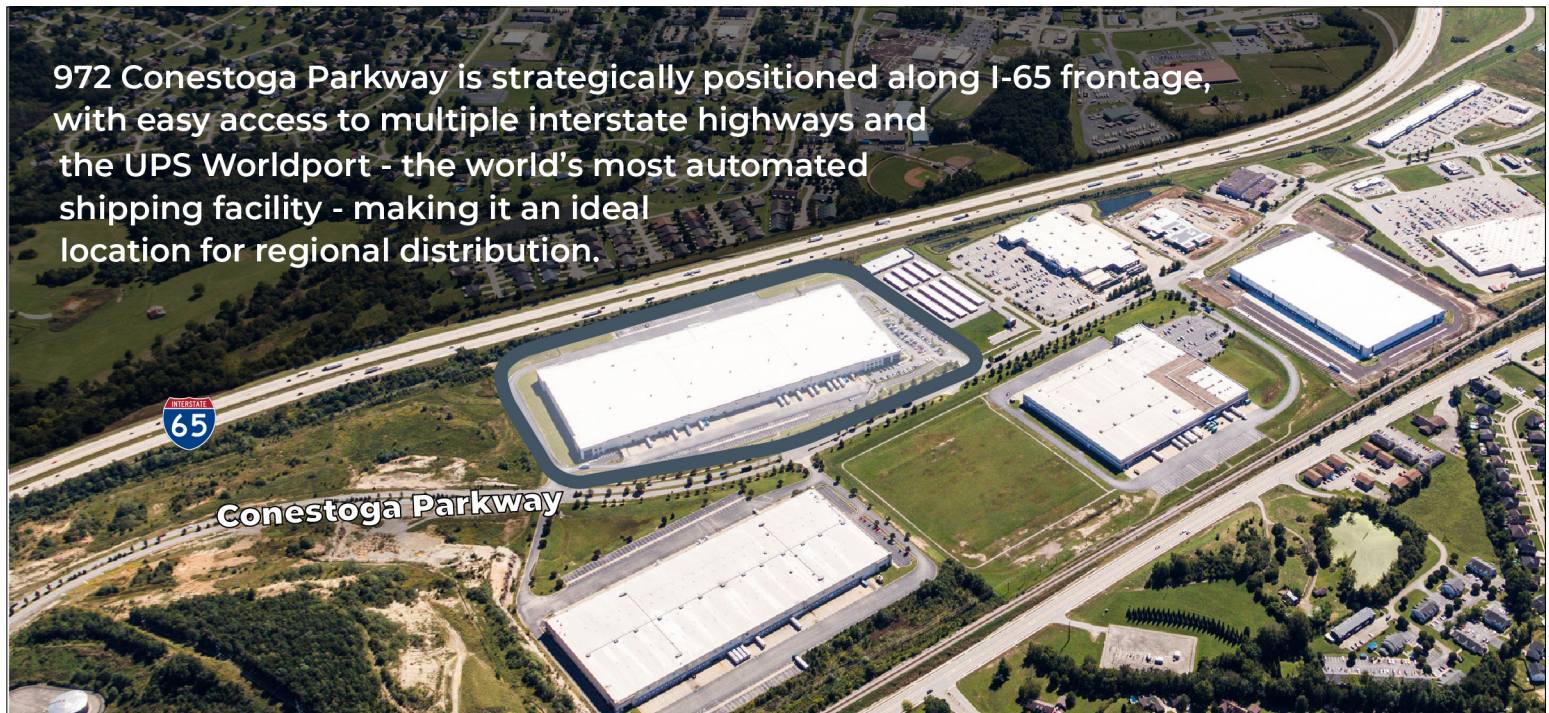 972 Conestoga Parkway is strategically positioned along I-65 frontage,
with easy access to multiple interstate highways and
the UPS Worldport - the world’s most automated
shipping facility - making it an ideal
location for regional distribution.
INTERSTATE
65
Conestoga Parkway